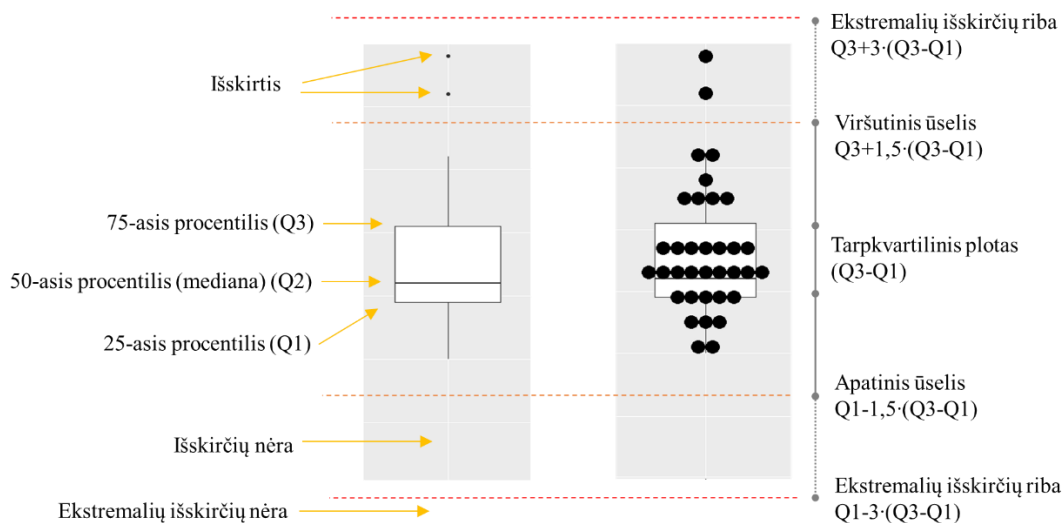 Išskirtis
75-asis procentilis (Q3)
50-asis procentilis (mediana) (Q2)
25-asis procentilis (Q1)
Išskirčių nėra
Ekstremalių išskirčių nėra
Ekstremalių išskirčių riba
Q3+3·(Q3-Q1)
Viršutinis ūselis
Q3+1,5·(Q3-Q1)
Tarpkvartilinis plotas
(Q3-Q1)
Apatinis ūselis
Q1-1,5·(Q3-Q1)
Ekstremalių išskirčių riba
Q1-3·(Q3-Q1)